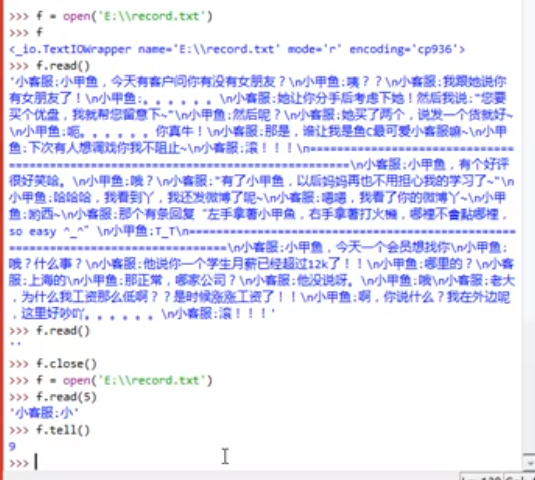 >>> f = open('E:\\record.txt')
>>> f
<_io.TextIOWrapper name='E:\\record.txt' mode='r' encoding='cp936'>
>>> f.read()
'小客服:小甲鱼，今天有客户问你有没有女朋友？\n小甲鱼:咦？？\n小客服:我跟她说你
有女朋友了！\n小甲鱼:。。。。。。\n小客服:她让你分手后考虑下她！然后我说:"您要
买个优盘，我就帮您留意下~"\n小甲鱼:然后呢？\n小客服:她买了两个，说发一个货就好~
\n小甲鱼:呃。。。。。。你真牛！\n小客服:那是，谁让我是鱼C最可爱小客服嘛~\n小甲
鱼:下次有人想调戏你我不阻止~\n小客服:滚！！！\n================================
================================================\n小客服:小甲鱼，有个好评
很好笑哈。\n小甲鱼:哦？\n小客服:"有了小甲鱼，以后妈妈再也不用担心我的学习了~"\n
小甲鱼:哈哈哈，我看到丫，我还发微博了呢~\n小客服:嗯嗯，我看了你的微博丫~\n小甲
鱼:哟西~\n小客服:那个有条回复“左手拿著小甲魚，右手拿著打火機，哪裡不會點哪裡，
so easy ^_^”\n小甲鱼:T_T\n================================================
================================\n小客服:小甲鱼，今天一个会员想找你\n小甲鱼:
哦？什么事？\n小客服:他说你一个学生月薪已经超过12k了！！\n小甲鱼:哪里的？\n小客
服:上海的\n小甲鱼:那正常，哪家公司？\n小客服:他没说呀。\n小甲鱼:哦\n小客服:老大
，为什么我工资那么低啊？？是时候涨涨工资了！！\n小甲鱼:啊，你说什么？我在外边呢
，这里好吵吖。。。。。。\n小客服:滚！！！'
>>> f.read()
''
>>> f.close()
>>> f = open('E:\\record.txt')
>>> f.read(5)
'小客服:小'
>>> f.tell()
9
>>>